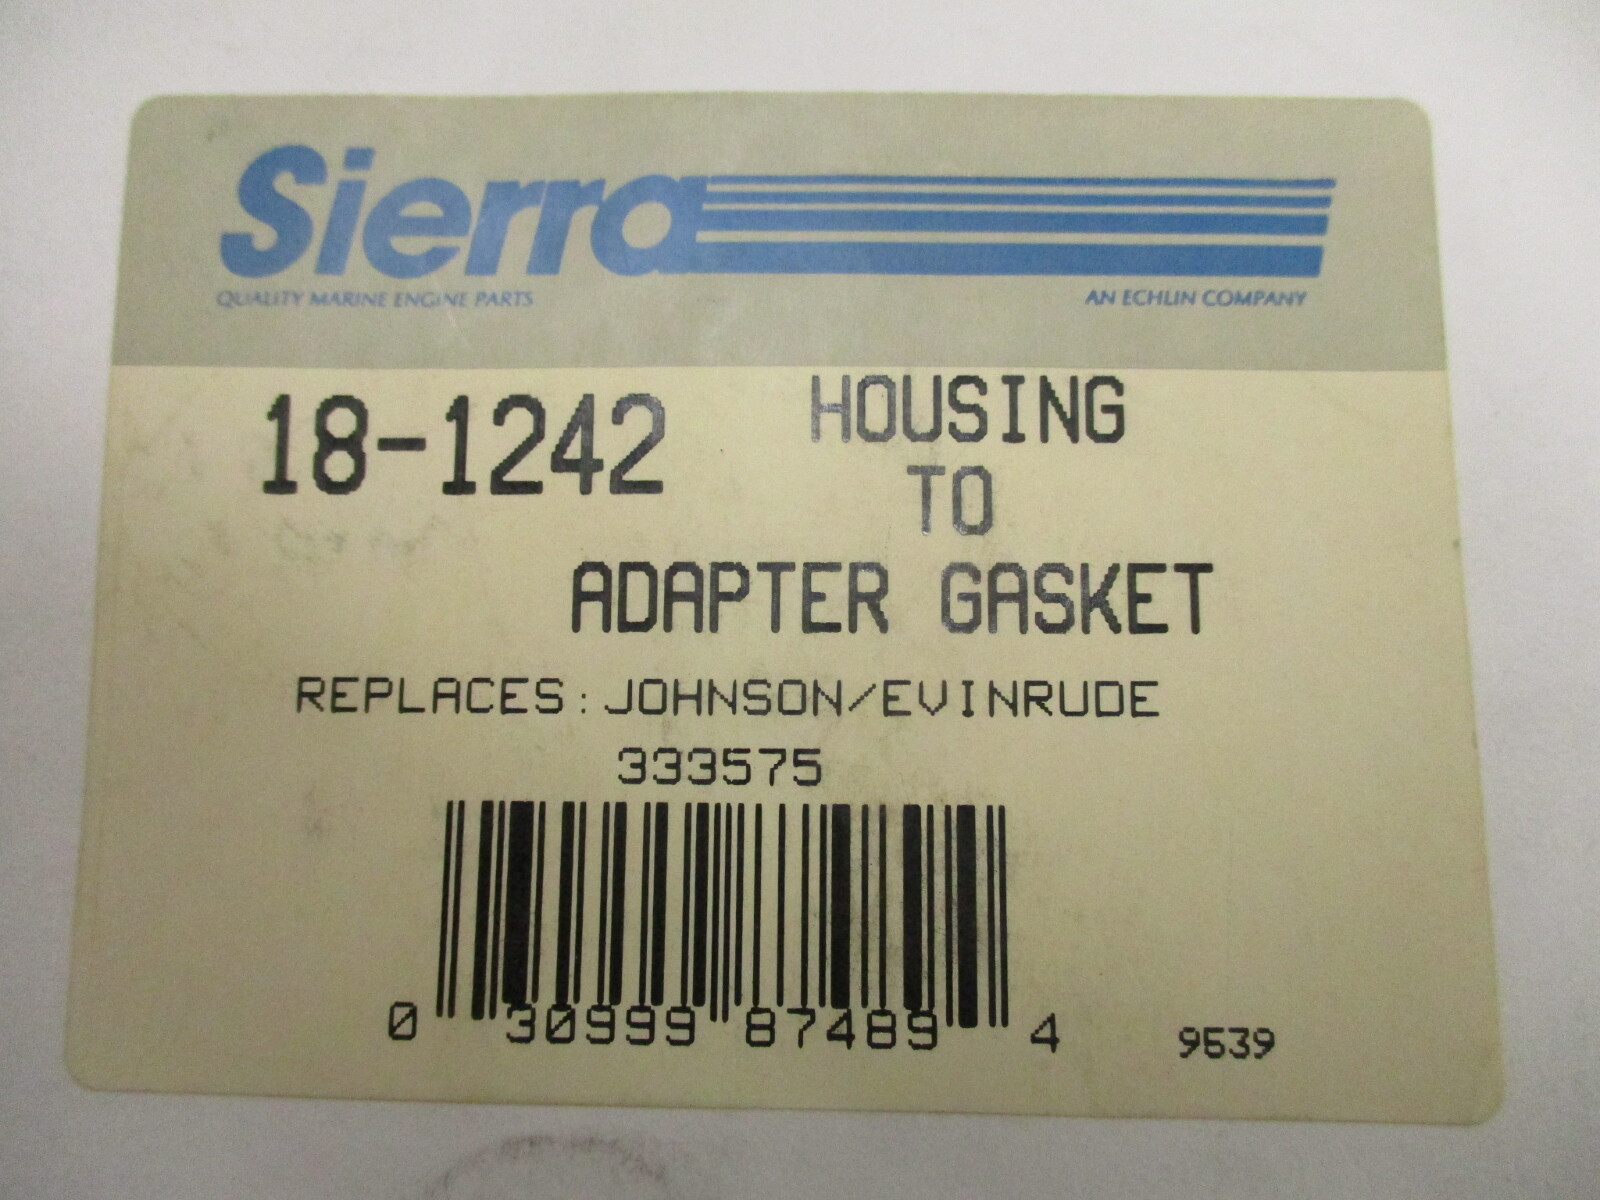 Sierra
QUALITY MARINE ENGINE PARTS AN ECHLIN COMPANY
18-1242 HOUSING
TO
ADAPTER GASKET
REPLACES: JOHNSON/EVINRUDE
333575
0 30999 87489 4 9539